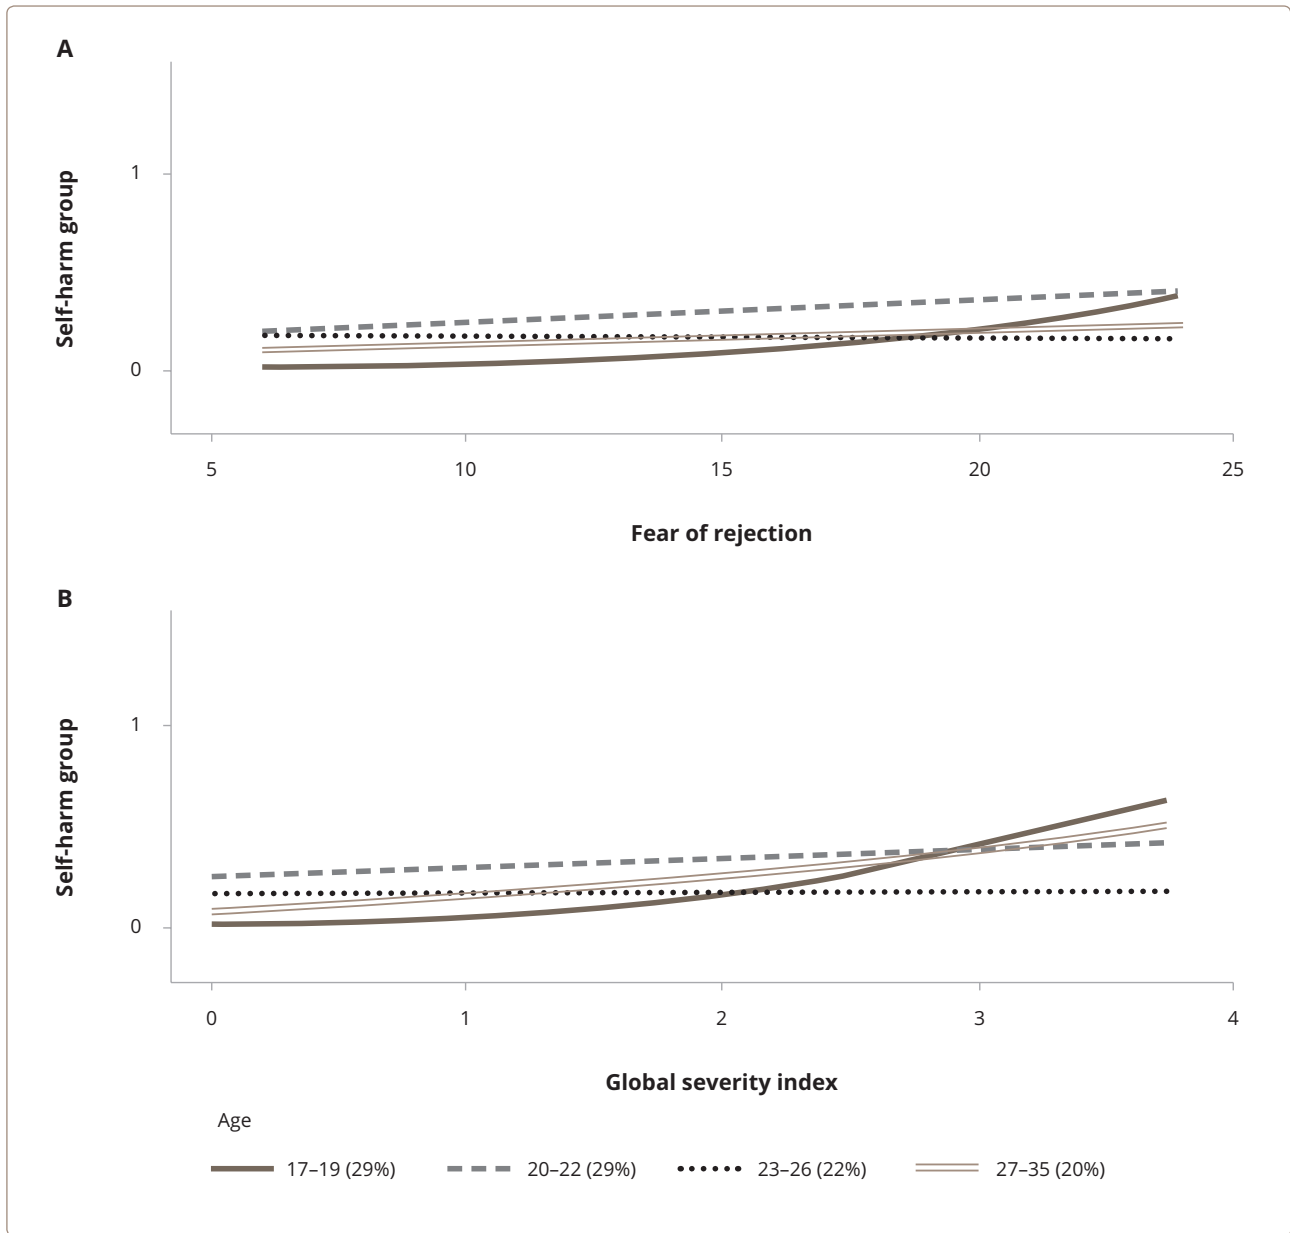 A
Self-harm group
1
0
5 10 15 20 25
Fear of rejection
B
Self-harm group
1
0
0 1 2 3 4
Global severity index
Age
17–19 (29%) 20–22 (29%) 23–26 (22%) 27–35 (20%)